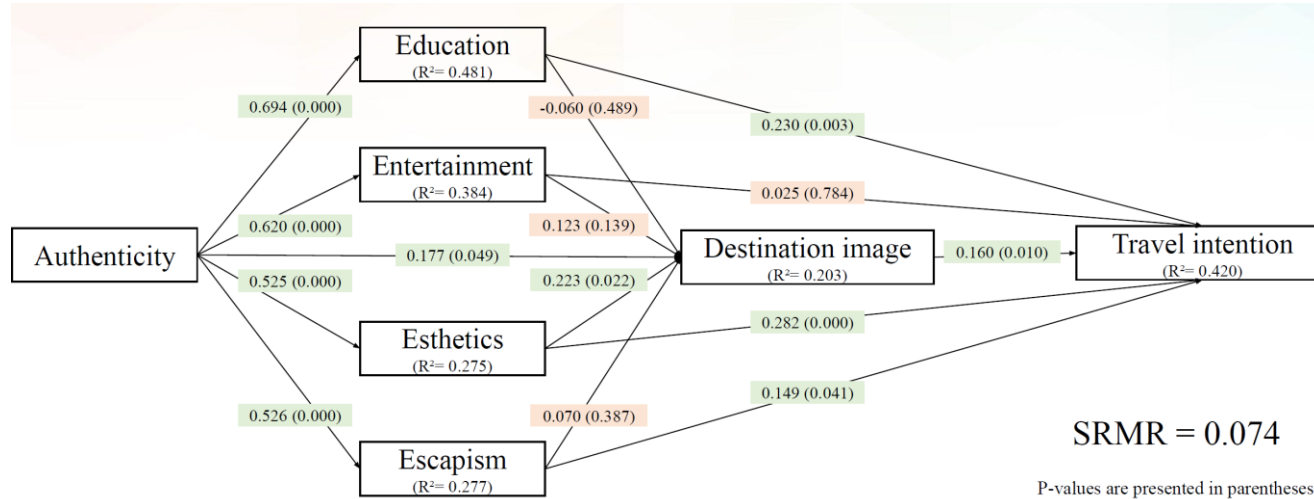 Education
(R²= 0.481)
0.694 (0.000)
-0.060 (0.489)
0.230 (0.003)
Entertainment
(R²= 0.384)
0.025 (0.784)
0.620 (0.000)
0.123 (0.139)
Authenticity
0.177 (0.049)
Destination image
(R²= 0.203)
0.160 (0.010)
Travel intention
(R²= 0.420)
0.525 (0.000)
0.223 (0.022)
Esthetics
(R²= 0.275)
0.282 (0.000)
0.526 (0.000)
0.070 (0.387)
0.149 (0.041)
Escapism
(R²= 0.277)
SRMR = 0.074
P-values are presented in parentheses